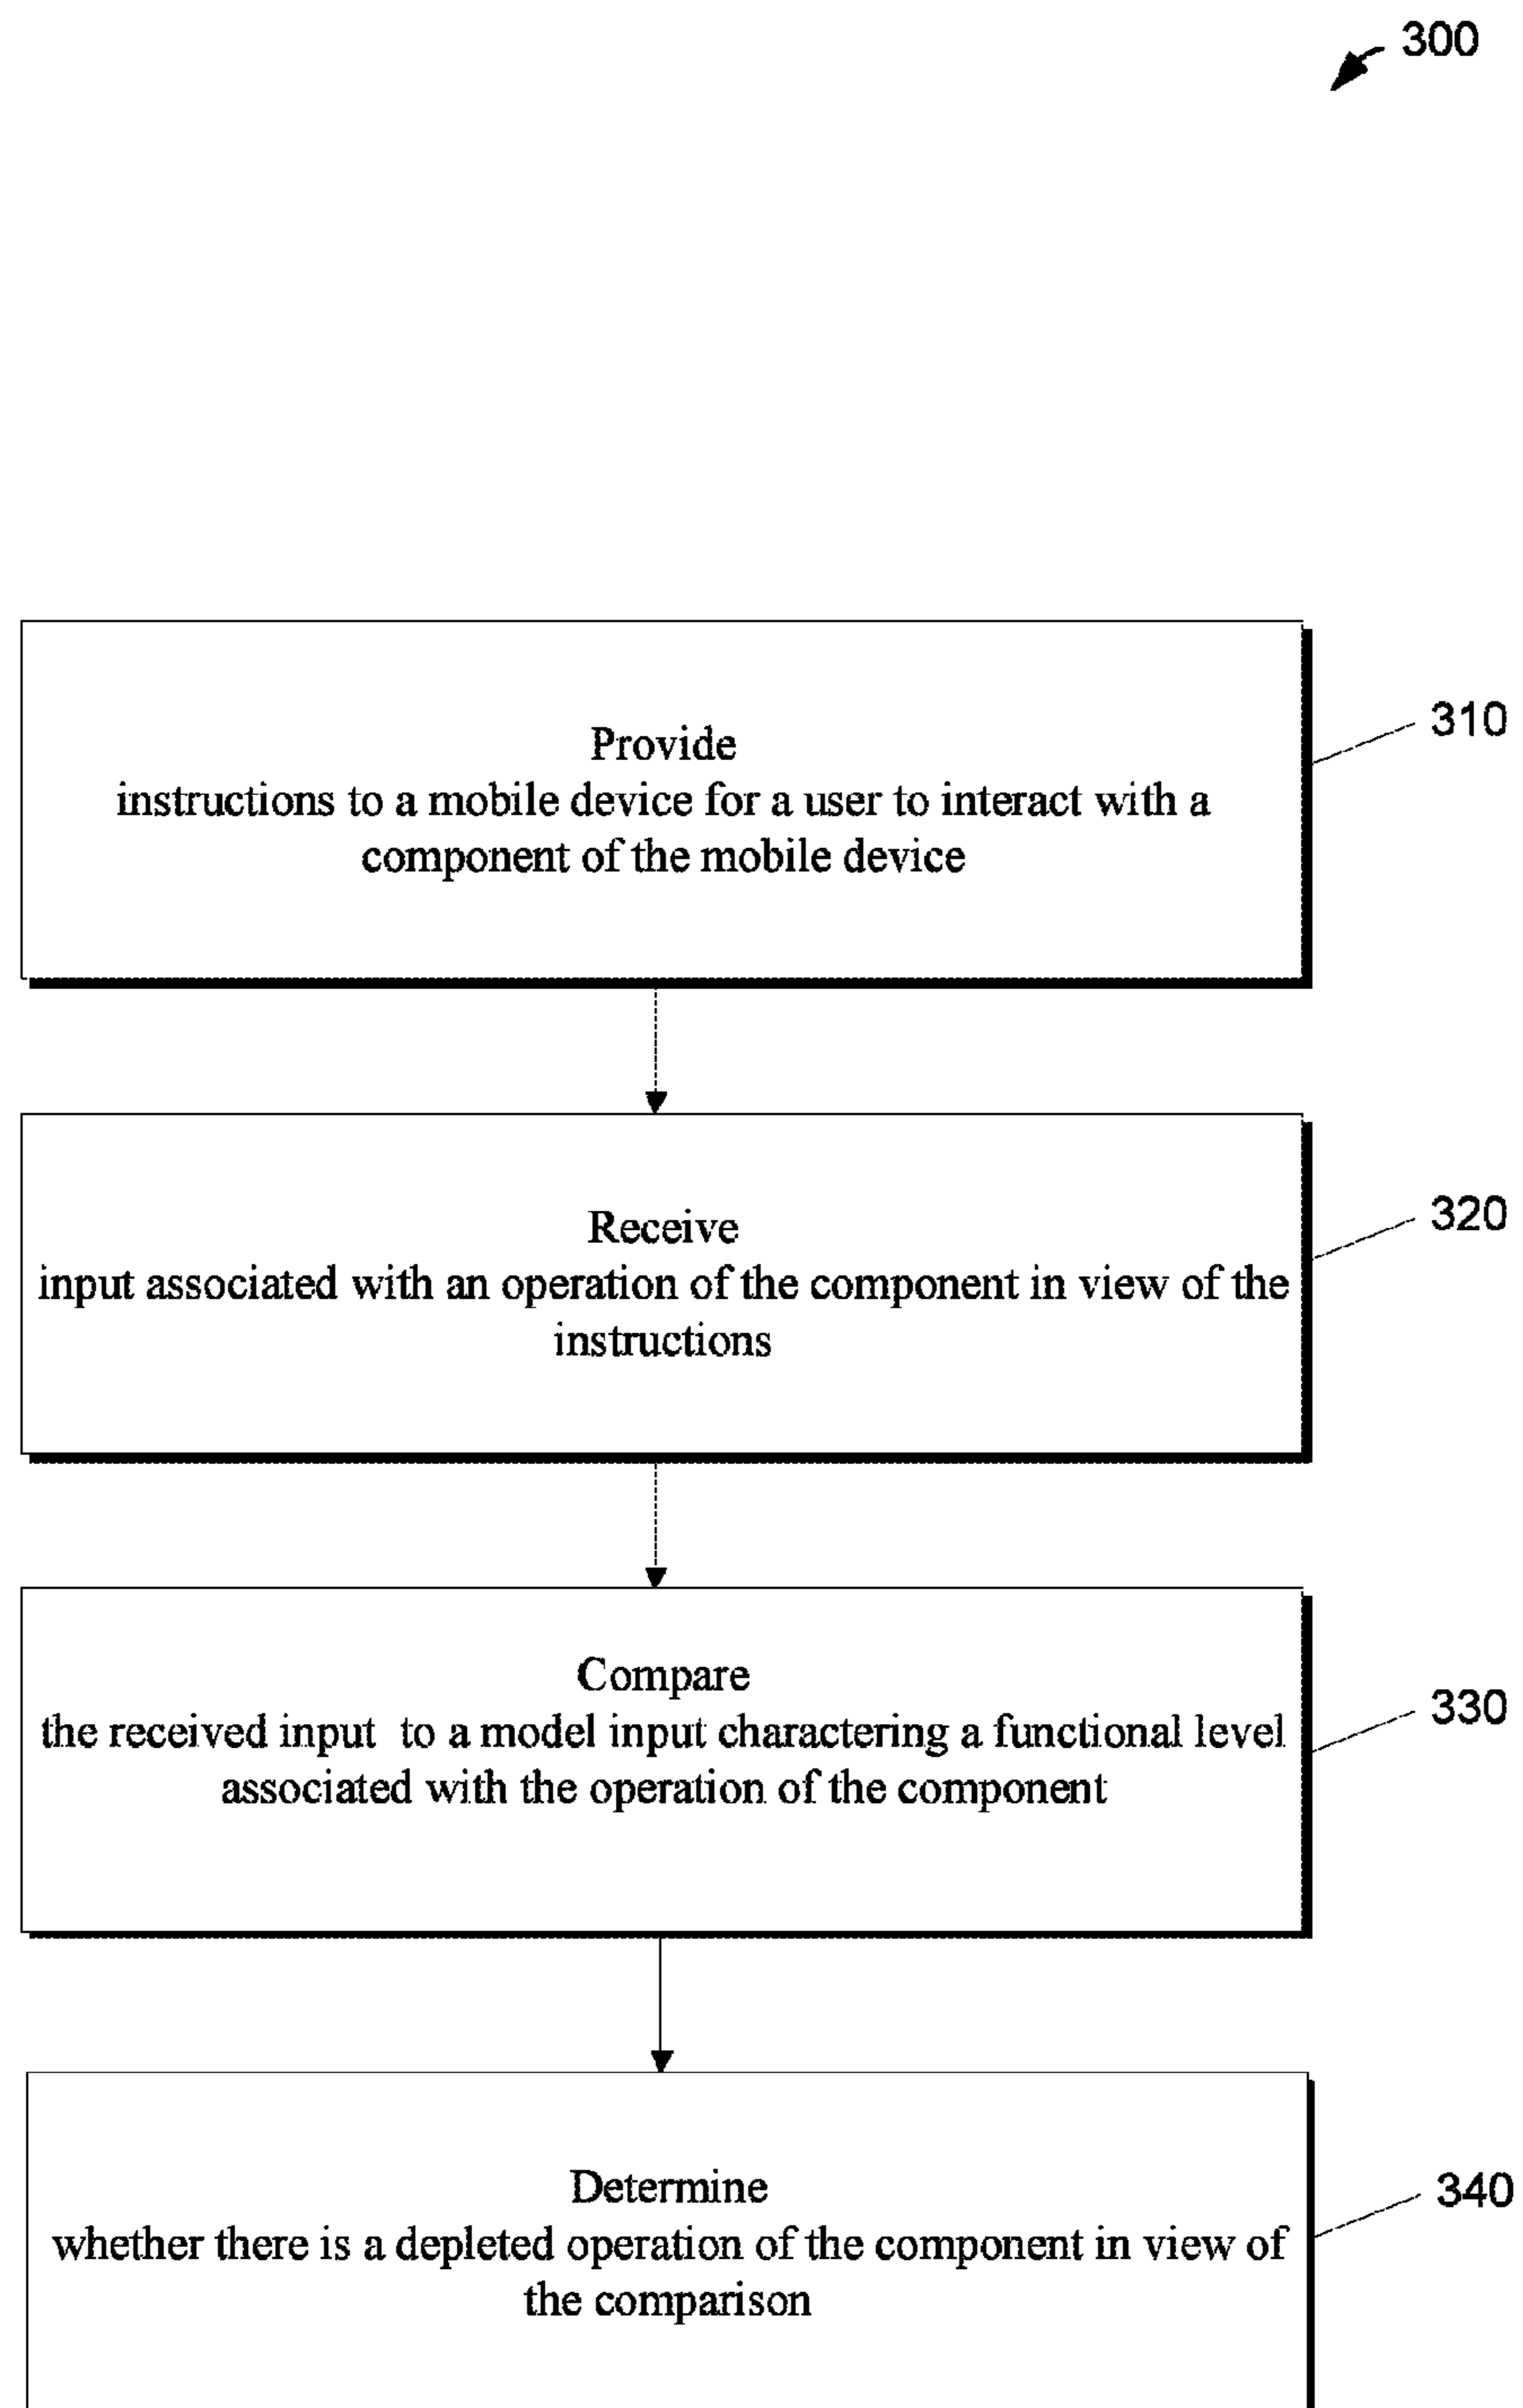 300
Provide
instructions to a mobile device for a user to interact with a
component of the mobile device
310
Receive
input associated with an operation of the component in view of the
instructions
320
Compare
the received input to a model input charactering a functional level
associated with the operation of the component
330
Determine
whether there is a depleted operation of the component in view of
the comparison
340